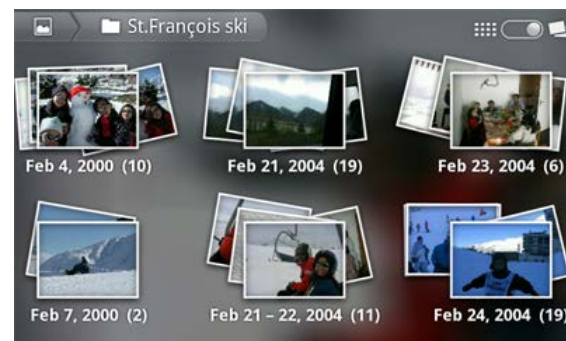 St.François ski
Feb 4, 2000 (10)
Feb 21, 2004 (19)
Feb 23, 2004 (6)
Feb 7, 2000 (2)
Feb 21 – 22, 2004 (11)
Feb 24, 2004 (19)